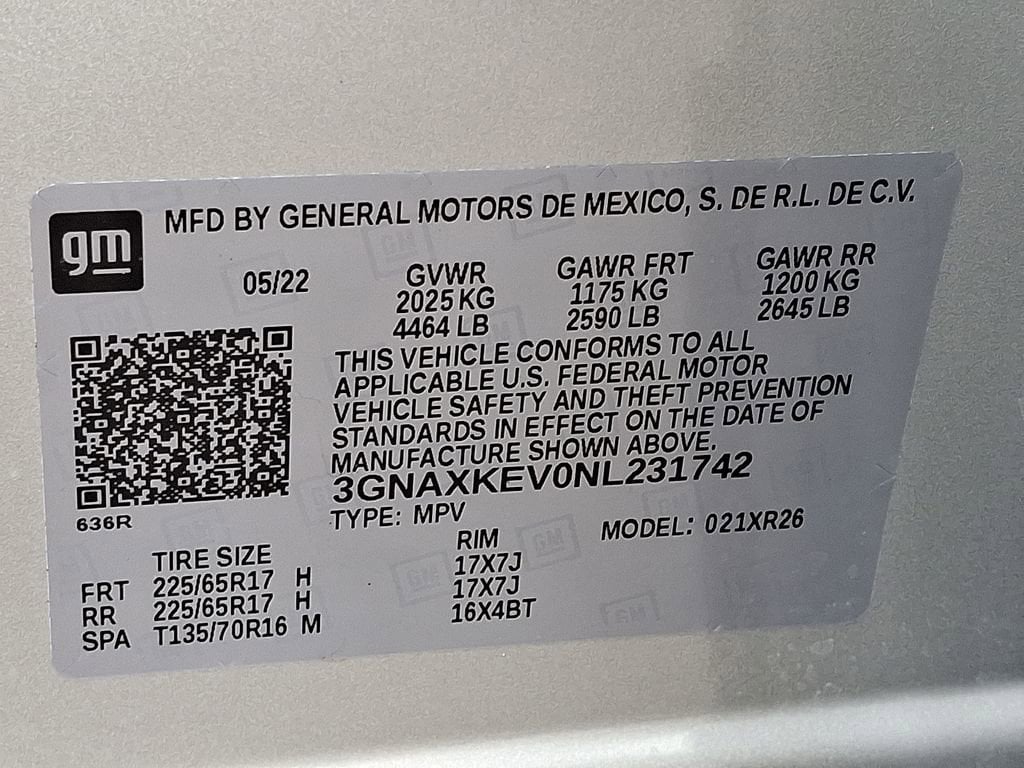 gm
MFD BY GENERAL MOTORS DE MEXICO, S. DE R.L. DE C.V.
05/22
GVWR
2025 KG
4464 LB
GAWR FRT
1175 KG
2590 LB
GAWR RR
1200 KG
2645 LB
THIS VEHICLE CONFORMS TO ALL
APPLICABLE U.S. FEDERAL MOTOR
VEHICLE SAFETY AND THEFT PREVENTION
STANDARDS IN EFFECT ON THE DATE OF
MANUFACTURE SHOWN ABOVE.
3GNAXKEV0NL231742
636R
TYPE: MPV
MODEL: 021XR26
TIRE SIZE RIM
FRT 225/65R17 H 17X7J
RR 225/65R17 H 17X7J
SPA T135/70R16 M 16X4BT